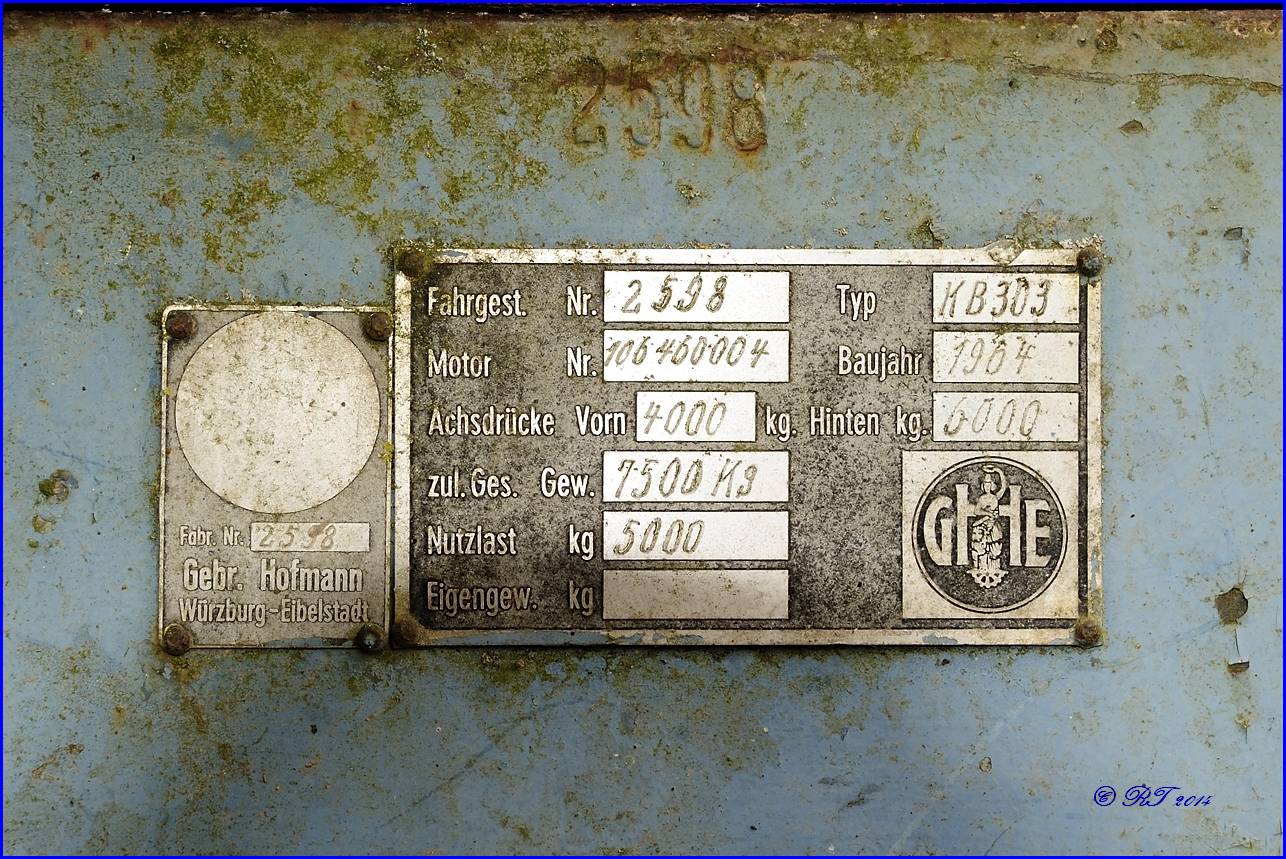 2598
Fahrgest. Nr. 2598 Typ KB303
Motor Nr. 106460004 Baujahr 1964
Achsdrücke Vorn 4000 kg. Hinten kg. 6000
zul. Ges. Gew. 7500 Kg
Nutzlast kg 5000
Eigengew. kg
GHE
Fabr. Nr. 2598
Gebr. Hofmann
Würzburg-Eibelstadt
© RT 2014